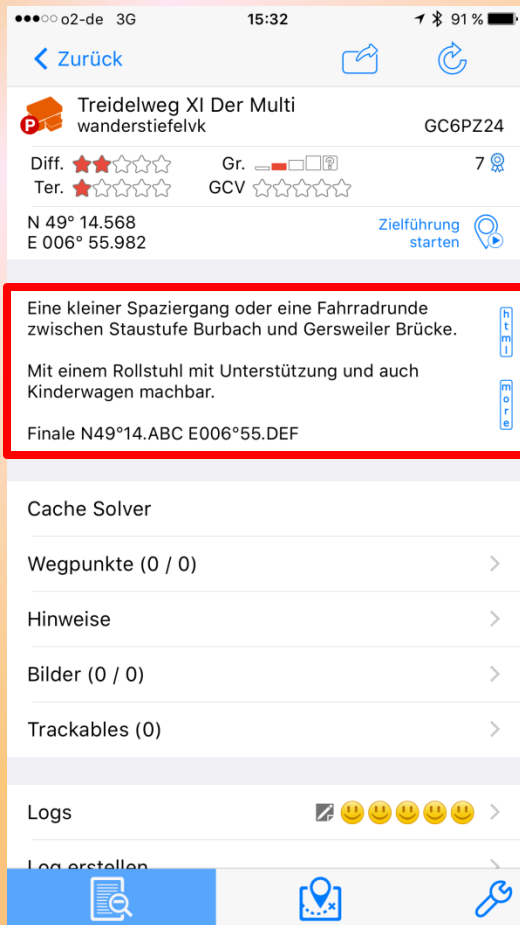 o2-de 3G 15:32 91 %
Zurück
Treidelweg XI Der Multi
P wanderstiefelvk GC6PZ24
Diff. Gr. ? 7
Ter. GCV
N 49° 14.568
E 006° 55.982
Zielführung
starten
Eine kleiner Spaziergang oder eine Fahrradrunde
zwischen Staustufe Burbach und Gersweiler Brücke.
html
Mit einem Rollstuhl mit Unterstützung und auch
Kinderwagen machbar.
more
Finale N49°14.ABC E006°55.DEF
Cache Solver
Wegpunkte (0 / 0)
Hinweise
Bilder (0 / 0)
Trackables (0)
Logs
Log erstellen